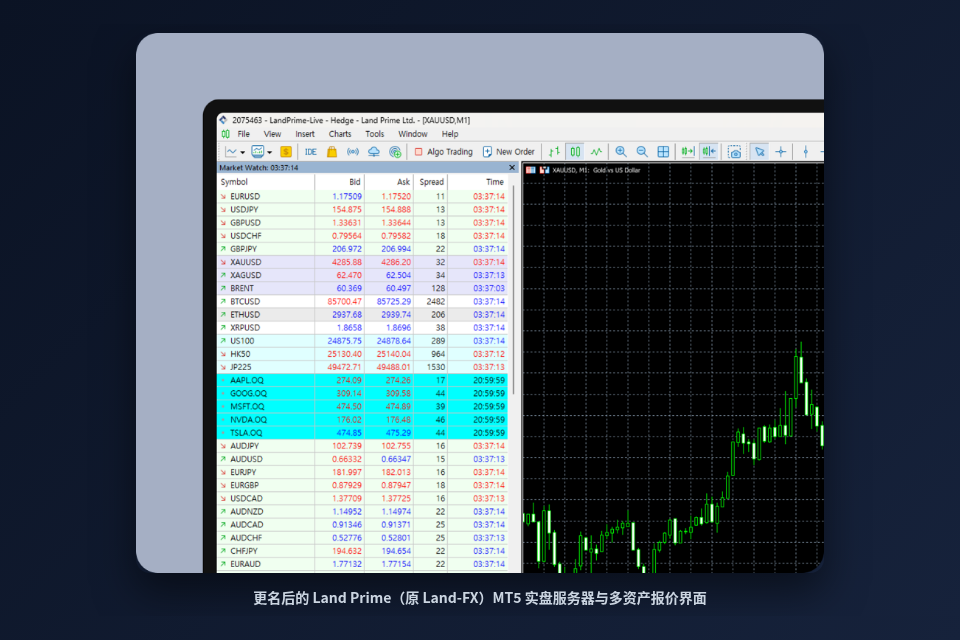 2075463 - LandPrime-Live - Hedge - Land Prime Ltd. - [XAUUSD,M1]
File View Insert Charts Tools Window Help
IDE Algo Trading New Order
Market Watch: 03:37:14
XAUUSD, M1: Gold vs US Dollar
Symbol Bid Ask Spread Time
EURUSD 1.17509 1.17520 11 03:37:14
USDJPY 154.875 154.888 13 03:37:14
GBPUSD 1.33631 1.33644 13 03:37:14
USDCHF 0.79564 0.79582 18 03:37:14
GBPJPY 206.972 206.994 22 03:37:14
XAUUSD 4285.88 4286.20 32 03:37:14
XAGUSD 62.470 62.504 34 03:37:13
BRENT 60.369 60.497 128 03:37:03
BTCUSD 85700.47 85725.29 2482 03:37:14
ETHUSD 2937.68 2939.74 206 03:37:14
XRPUSD 1.8658 1.8696 38 03:37:14
US100 24875.75 24878.64 289 03:37:14
HK50 25130.40 25140.04 964 03:37:12
JP225 49472.71 49488.01 1530 03:37:13
AAPL.OQ 274.09 274.26 17 20:59:59
GOOG.OQ 309.14 309.58 44 20:59:59
MSFT.OQ 474.50 474.89 39 20:59:59
NVDA.OQ 176.02 176.48 46 20:59:59
TSLA.OQ 474.85 475.29 44 20:59:59
AUDJPY 102.739 102.755 16 03:37:14
AUDUSD 0.66332 0.66347 15 03:37:13
EURJPY 181.997 182.013 16 03:37:14
EURGBP 0.87929 0.87947 18 03:37:14
USDCAD 1.37709 1.37725 16 03:37:13
AUDNZD 1.14952 1.14974 22 03:37:14
AUDCAD 0.91346 0.91371 25 03:37:14
AUDCHF 0.52776 0.52801 25 03:37:13
CHFJPY 194.632 194.654 22 03:37:14
EURAUD 1.77132 1.77154 22 03:37:14
更名后的 Land Prime（原 Land-FX）MT5 实盘服务器与多资产报价界面